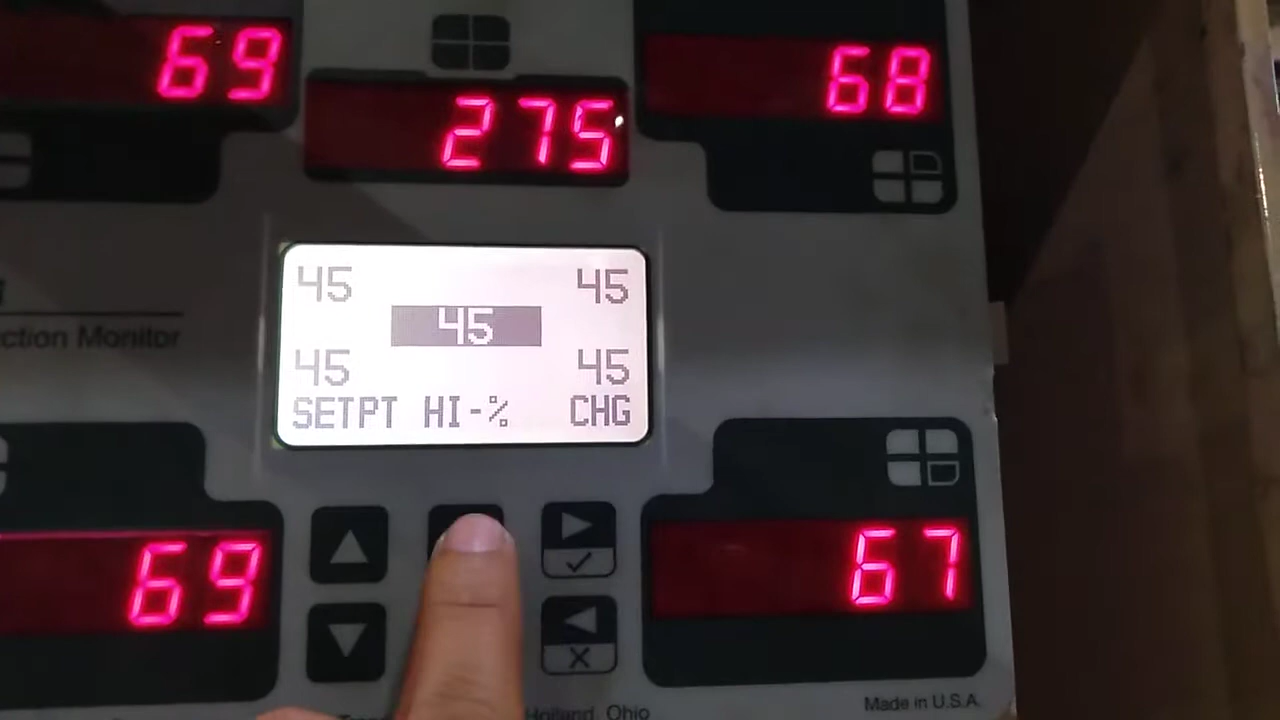 69
275
68
45 45
45
45 45
SETPT HI-% CHG
ction Monitor
69
67
Holland, Ohio
Made in U.S.A.